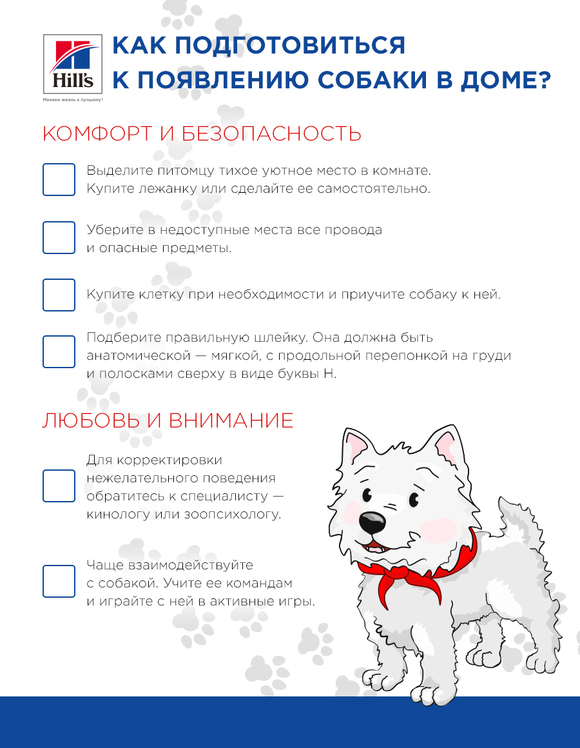 КАК ПОДГОТОВИТЬСЯ
К ПОЯВЛЕНИЮ СОБАКИ В ДОМЕ?
Hill's
Меняем жизнь к лучшему!
КОМФОРТ И БЕЗОПАСНОСТЬ
Выделите питомцу тихое уютное место в комнате.
Купите лежанку или сделайте ее самостоятельно.
Уберите в недоступные места все провода
и опасные предметы.
Купите клетку при необходимости и приучите собаку к ней.
Подберите правильную шлейку. Она должна быть
анатомической — мягкой, с продольной перепонкой на груди
и полосками сверху в виде буквы Н.
ЛЮБОВЬ И ВНИМАНИЕ
Для корректировки
нежелательного поведения
обратитесь к специалисту —
кинологу или зоопсихологу.
Чаще взаимодействуйте
с собакой. Учите ее командам
и играйте с ней в активные игры.